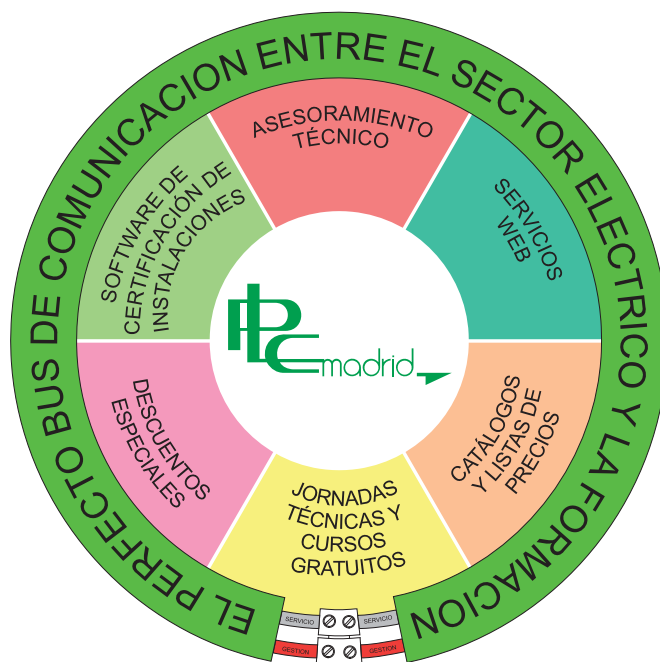 EL PERFECTO BUS DE COMUNICACION ENTRE EL SECTOR ELECTRICO Y LA FORMACION
ASESORAMIENTO
TÉCNICO
SERVICIOS
WEB
CATÁLOGOS
Y LISTAS DE
PRECIOS
JORNADAS
TÉCNICAS Y
CURSOS
GRATUITOS
DESCUENTOS
ESPECIALES
SOFTWARE DE
CERTIFICACIÓN DE
INSTALACIONES
PLC madrid
SERVICIO
SERVICIO
GESTION
GESTION